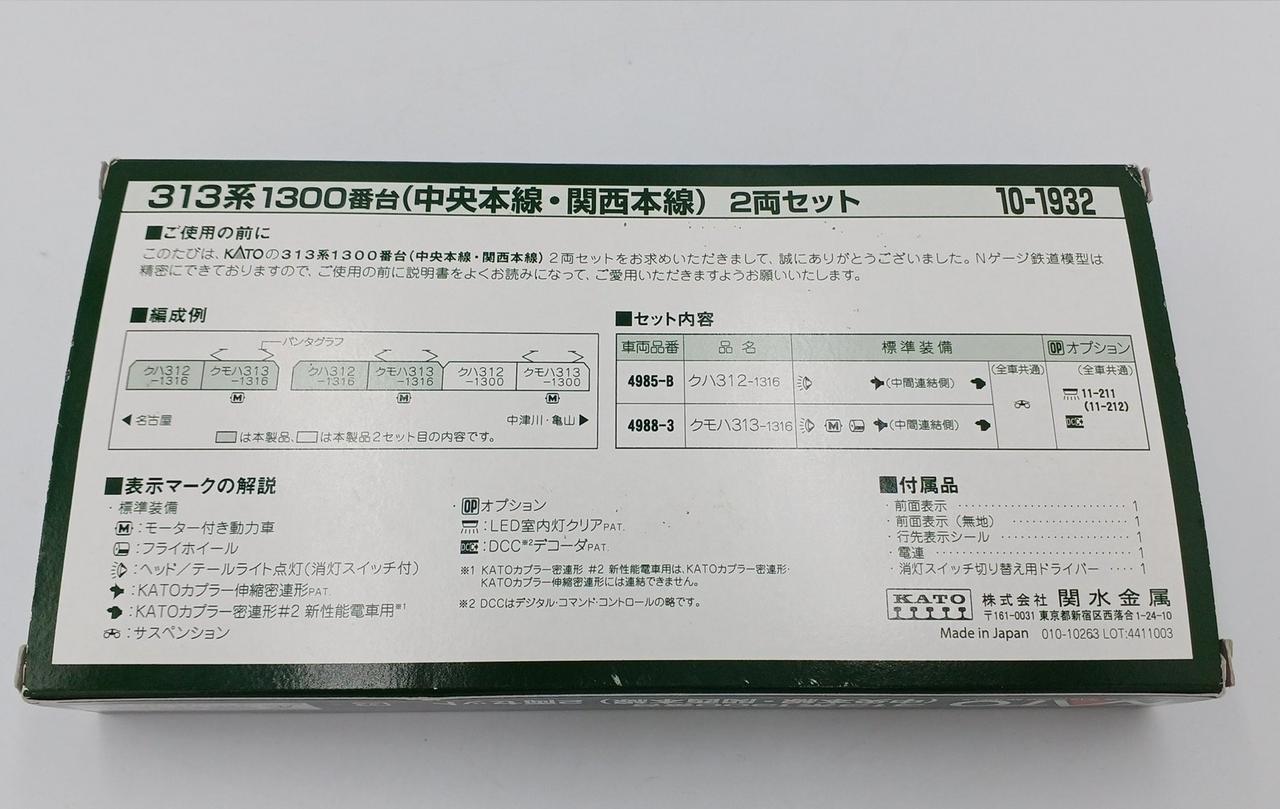 313系1300番台(中央本線・関西本線) 2両セット 10-1932
■ご使用の前に
このたびは、KATOの313系1300番台(中央本線・関西本線) 2両セットをお求めいただきまして、誠にありがとうございました。Nゲージ鉄道模型は
精密にできておりますので、ご使用の前に説明書をよくお読みになって、ご愛用いただきますようお願いいたします。
■編成例
パンタグラフ
クハ312-1316 クモハ313-1316 クハ312-1316 クモハ313-1316 クハ312-1300 クモハ313-1300
M M M
◀名古屋 中津川・亀山▶
は本製品、は本製品2セット目の内容です。
■セット内容
車両品番 品名 標準装備 OPオプション
4985-B クハ312-1316 (中間連結側) (全車共通) (全車共通)
11-211
(11-212)
DCC
4988-3 クモハ313-1316 M (中間連結側)
■表示マークの解説
・標準装備
M:モーター付き動力車
:フライホイール
:ヘッド/テールライト点灯(消灯スイッチ付)
:KATOカプラー伸縮密連形PAT.
:KATOカプラー密連形#2 新性能電車用※1
:サスペンション
・OPオプション
:LED室内灯クリアPAT.
DCC:DCC※2デコーダPAT.
※1 KATOカプラー密連形 #2 新性能電車用は、KATOカプラー密連形・
KATOカプラー伸縮密連形には連結できません。
※2 DCCはデジタル・コマンド・コントロールの略です。
■付属品
・前面表示 1
・前面表示(無地) 1
・行先表示シール 1
・電連 1
・消灯スイッチ切り替え用ドライバー 1
KATO 株式会社 関水金属
〒161-0031 東京都新宿区西落合1-24-10
Made in Japan 010-10263 LOT:4411003